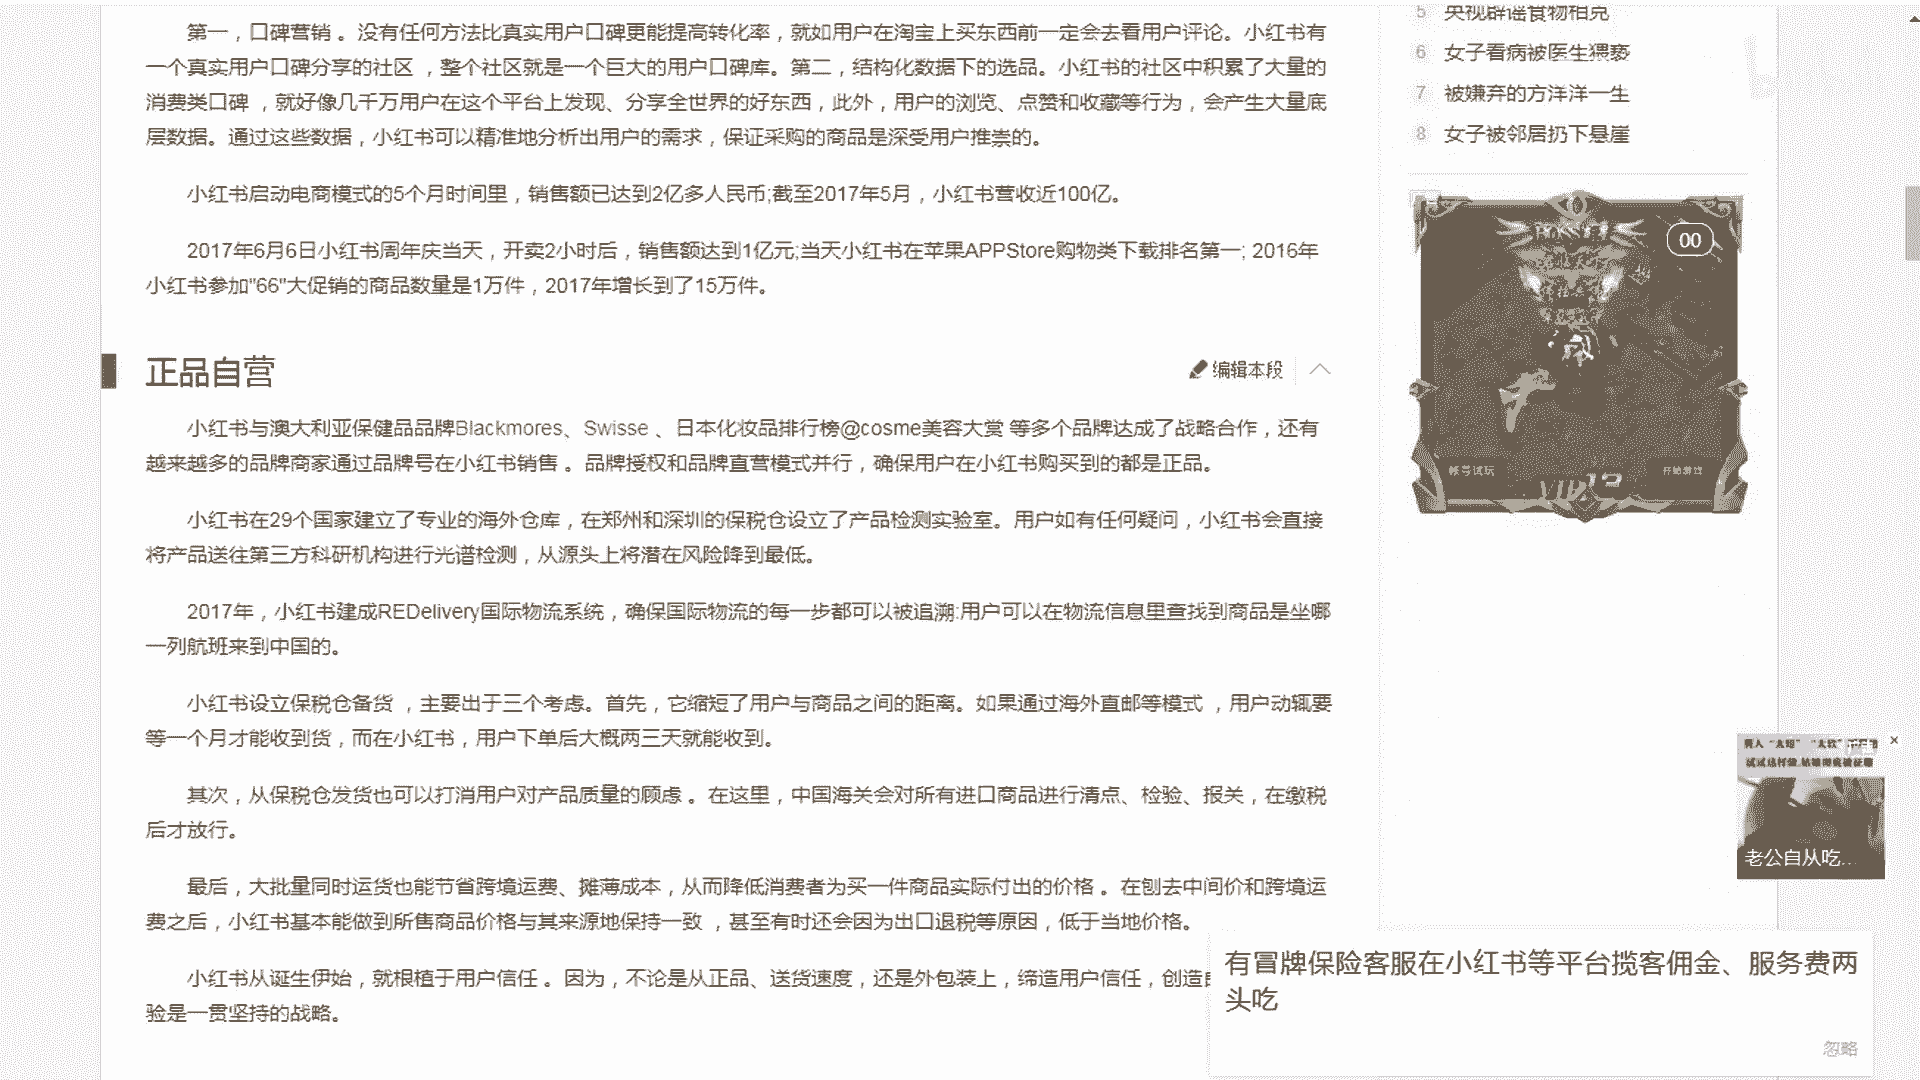 第一，口碑营销 。没有任何方法比真实用户口碑更能提高转化率，就如用户在淘宝上买东西前一定会去看用户评论。小红书有
一个真实用户口碑分享的社区 ，整个社区就是一个巨大的用户口碑库。第二，结构化数据下的选品。小红书的社区中积累了大量的
消费类口碑 ，就好像几千万用户在这个平台上发现、分享全世界的好东西，此外，用户的浏览、点赞和收藏等行为，会产生大量底
层数据。通过这些数据，小红书可以精准地分析出用户的需求，保证采购的商品是深受用户推崇的。
小红书启动电商模式的5个月时间里，销售额已达到2亿多人民币;截至2017年5月，小红书营收近100亿。
2017年6月6日小红书周年庆当天，开卖2小时后，销售额达到1亿元;当天小红书在苹果APPStore购物类下载排名第一; 2016年
小红书参加"66"大促销的商品数量是1万件，2017年增长到了15万件。
正品自营
编辑本段
小红书与澳大利亚保健品品牌Blackmores、Swisse 、日本化妆品排行榜@cosme美容大赏 等多个品牌达成了战略合作，还有
越来越多的品牌商家通过品牌号在小红书销售 。品牌授权和品牌直营模式并行，确保用户在小红书购买到的都是正品。
小红书在29个国家建立了专业的海外仓库，在郑州和深圳的保税仓设立了产品检测实验室。用户如有任何疑问，小红书会直接
将产品送往第三方科研机构进行光谱检测，从源头上将潜在风险降到最低。
2017年，小红书建成REDelivery国际物流系统，确保国际物流的每一步都可以被追溯:用户可以在物流信息里查找到商品是坐哪
一列航班来到中国的。
小红书设立保税仓备货 ，主要出于三个考虑。首先，它缩短了用户与商品之间的距离。如果通过海外直邮等模式 ，用户动辄要
等一个月才能收到货，而在小红书，用户下单后大概两三天就能收到。
其次，从保税仓发货也可以打消用户对产品质量的顾虑 。在这里，中国海关会对所有进口商品进行清点、检验、报关，在缴税
后才放行。
最后，大批量同时运货也能节省跨境运费、摊薄成本，从而降低消费者为买一件商品实际付出的价格 。在刨去中间价和跨境运
费之后，小红书基本能做到所售商品价格与其来源地保持一致 ，甚至有时还会因为出口退税等原因，低于当地价格。
小红书从诞生伊始，就根植于用户信任 。因为，不论是从正品、送货速度，还是外包装上，缔造用户信任，创造
验是一贯坚持的战略。
5 央视辟谣食物相克
6 女子看病被医生猥亵
7 被嫌弃的方洋洋一生
8 女子被邻居扔下悬崖
00
帐号试玩
VIP 12
开始游戏
老公自从吃...
有冒牌保险客服在小红书等平台揽客佣金、服务费两
头吃
忽略